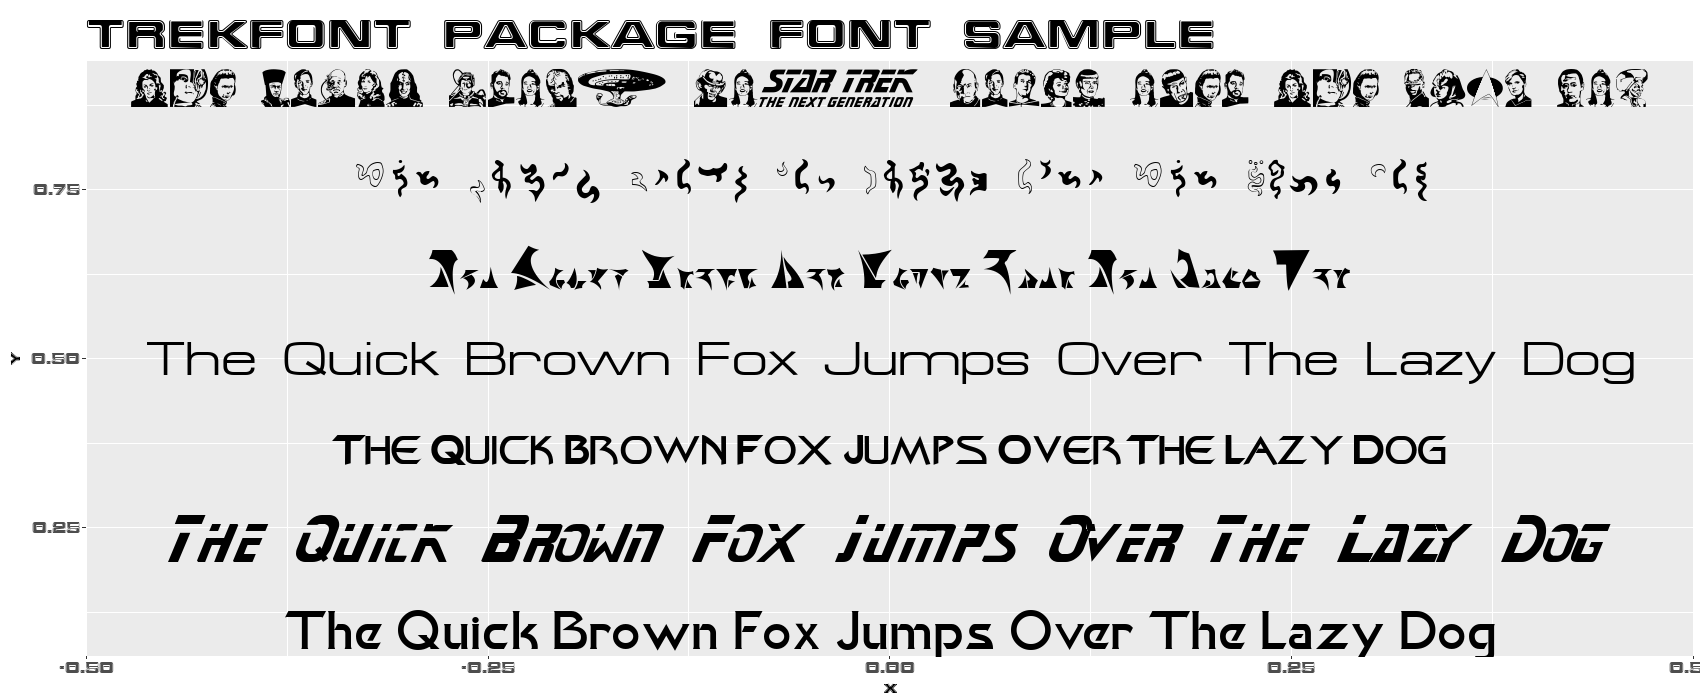 TREKFONT PACKAGE FONT SAMPLE
STAR TREK
THE NEXT GENERATION
0.75
The Quick Brown Fox Jumps Over The Lazy Dog
Y 0.50
THE QUICK BROWN FOX JUMPS OVER THE LAZY DOG
THE QUICK BROWN FOX JUMPS OVER THE LAZY DOG
0.25
The Quick Brown Fox Jumps Over The Lazy Dog
-0.50 -0.25 0.00 0.25 0.5
X